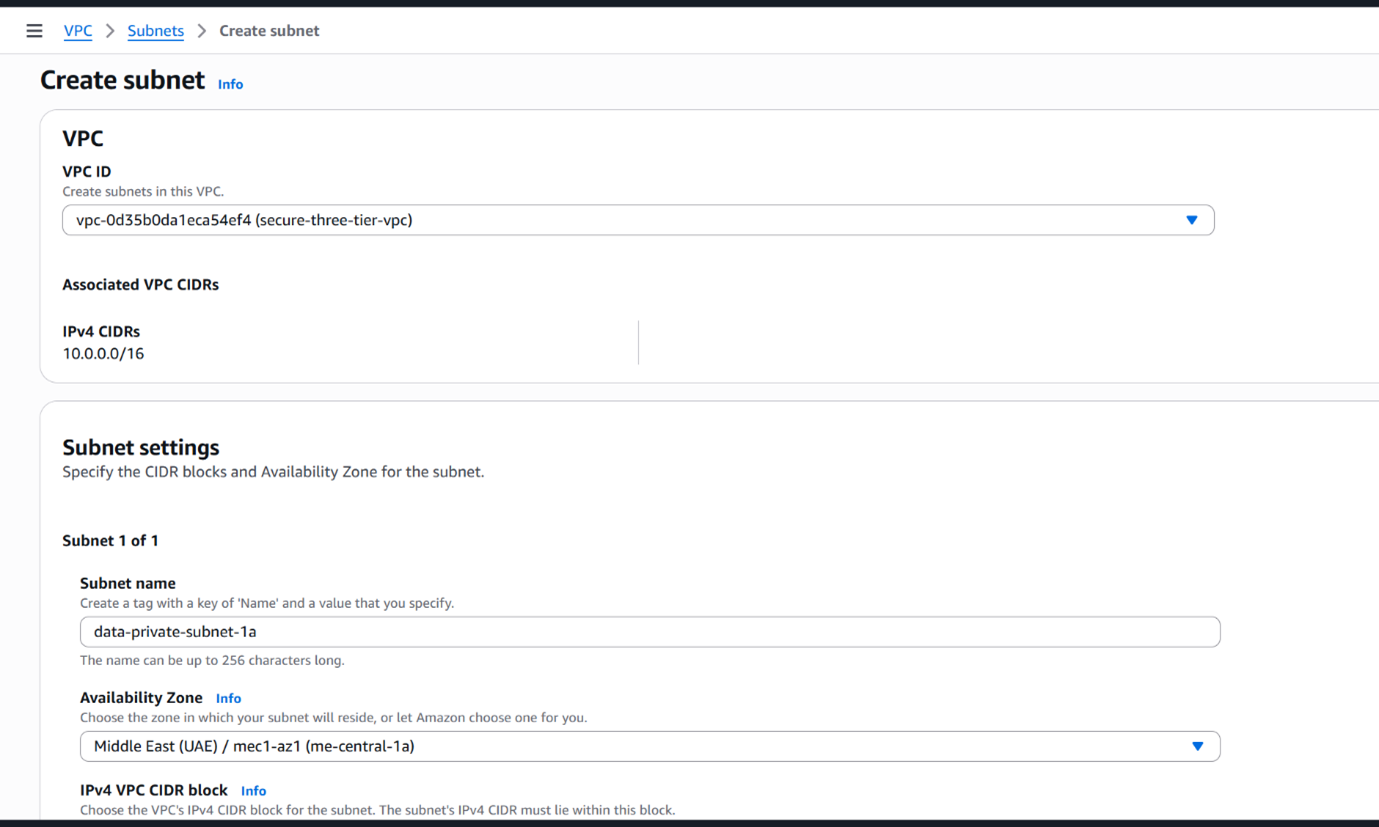 VPC > Subnets > Create subnet
Create subnet Info
VPC
VPC ID
Create subnets in this VPC.
vpc-0d35b0da1eca54ef4 (secure-three-tier-vpc)
Associated VPC CIDRs
IPv4 CIDRs
10.0.0.0/16
Subnet settings
Specify the CIDR blocks and Availability Zone for the subnet.
Subnet 1 of 1
Subnet name
Create a tag with a key of 'Name' and a value that you specify.
data-private-subnet-1a
The name can be up to 256 characters long.
Availability Zone Info
Choose the zone in which your subnet will reside, or let Amazon choose one for you.
Middle East (UAE) / mec1-az1 (me-central-1a)
IPv4 VPC CIDR block Info
Choose the VPC's IPv4 CIDR block for the subnet. The subnet's IPv4 CIDR must lie within this block.